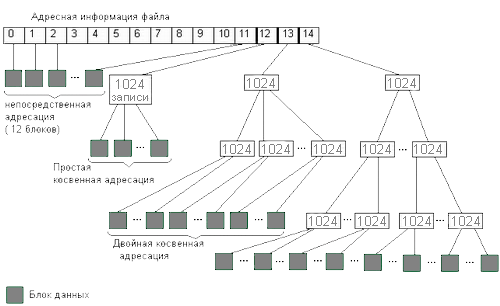 Адресная информация файла
0 1 2 3 4 5 6 7 8 9 10 11 12 13 14
...
1024
записи
1024
1024
непосредственная
адресация
( 12 блоков)
...
1024 1024 ... 1024 1024 ... 1024
Простая
косвенная адресация
... ... ...
1024 ... 1024 1024 ... 1024
Двойная косвенная
адресация
... ... ... ...
Блок данных